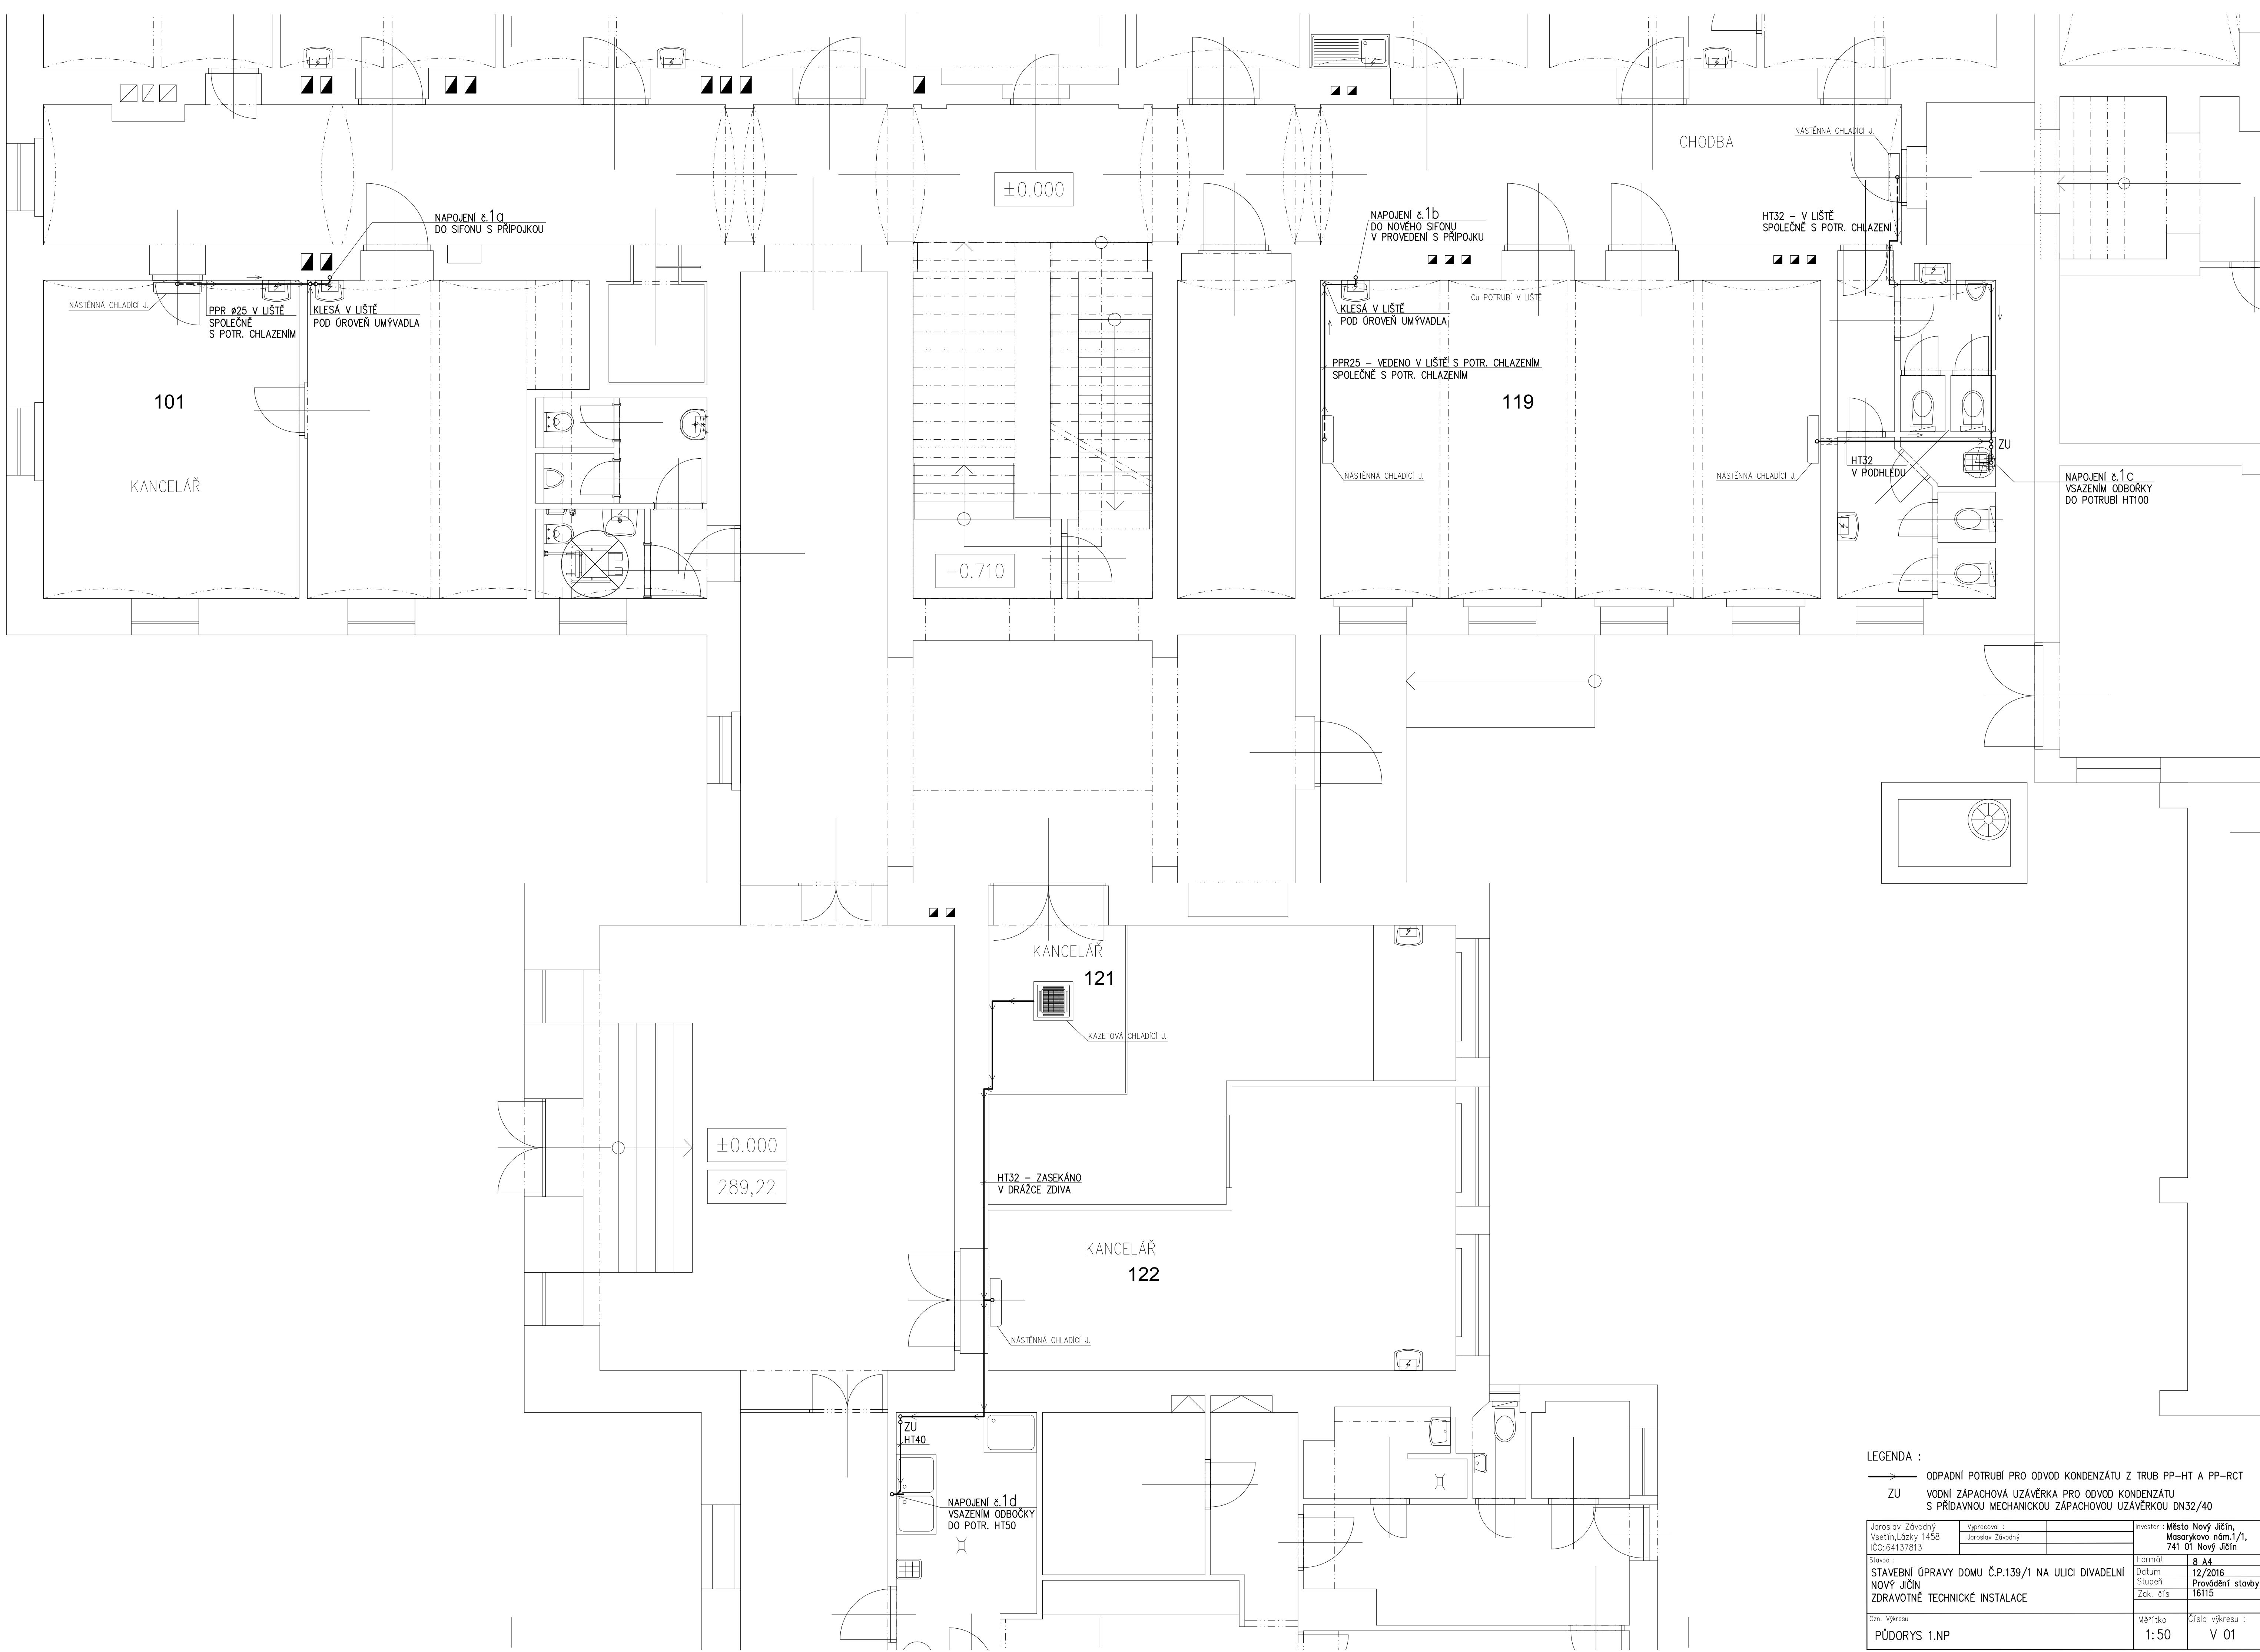 CHODBA
NÁSTĚNNÁ CHLADÍCÍ J.
±0.000
NAPOJENÍ č.1a
DO SIFONU S PŘÍPOJKOU
NAPOJENÍ č.1b
DO NOVÉHO SIFONU
V PROVEDENÍ S PŘÍPOJKU
HT32 – V LIŠTĚ
SPOLEČNĚ S POTR. CHLAZENÍ
NÁSTĚNNÁ CHLADÍCÍ J.
PPR ø25 V LIŠTĚ
SPOLEČNĚ
S POTR. CHLAZENÍM
KLESÁ V LIŠTĚ
POD ÚROVEŇ UMÝVADLA
Cu POTRUBÍ V LIŠTĚ
KLESÁ V LIŠTĚ
POD ÚROVEŇ UMÝVADLA
PPR25 – VEDENO V LIŠTĚ S POTR. CHLAZENÍM
SPOLEČNĚ S POTR. CHLAZENÍM
101
119
KANCELÁŘ
ZU
HT32
V PODHLEDU
NÁSTĚNNÁ CHLADÍCÍ J.
NÁSTĚNNÁ CHLADÍCÍ J.
NAPOJENÍ č.1c
VSAZENÍM ODBOŘKY
DO POTRUBÍ HT100
−0.710
KANCELÁŘ
121
KAZETOVÁ CHLADÍCÍ J.
±0.000
289,22
HT32 – ZASEKÁNO
V DRÁŽCE ZDIVA
KANCELÁŘ
122
NÁSTĚNNÁ CHLADÍCÍ J.
ZU
HT40
NAPOJENÍ č.1d
VSAZENÍM ODBOČKY
DO POTR. HT50
LEGENDA :
ODPADNÍ POTRUBÍ PRO ODVOD KONDENZÁTU Z TRUB PP–HT A PP–RCT
ZU VODNÍ ZÁPACHOVÁ UZÁVĚRKA PRO ODVOD KONDENZÁTU
S PŘÍDAVNOU MECHANICKOU ZÁPACHOVOU UZÁVĚRKOU DN32/40
Jaroslav Závodný
Vsetín,Lázky 1458
IČO:64137813
Vypracoval :
Jaroslav Závodný
Investor : Město Nový Jičín,
Masarykovo nám.1/1,
741 01 Nový Jičín
Stavba :
STAVEBNÍ ÚPRAVY DOMU Č.P.139/1 NA ULICI DIVADELNÍ
NOVÝ JIČÍN
ZDRAVOTNĚ TECHNICKÉ INSTALACE
Formát 8 A4
Datum 12/2016
Stupeň Provádění stavby
Zak. čís 16115
Ozn. Výkresu
PŮDORYS 1.NP
Měřítko
1:50
Číslo výkresu :
V 01